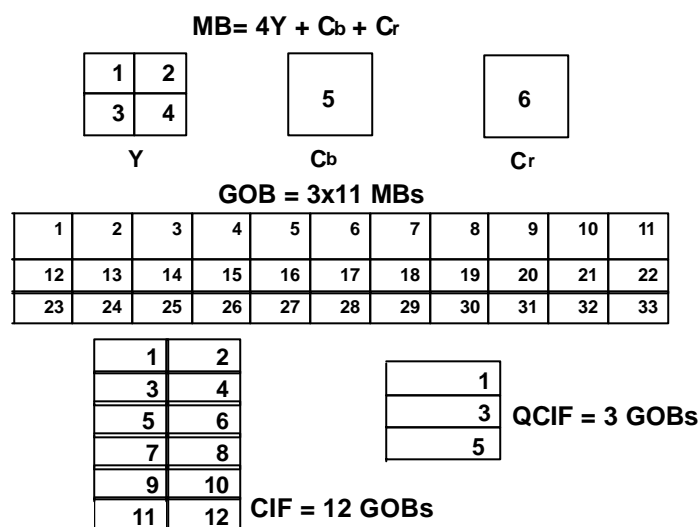 MB= 4Y + Cb + Cr
1 2
3 4
5
6
Y Cb Cr
GOB = 3x11 MBs
1 2 3 4 5 6 7 8 9 10 11
12 13 14 15 16 17 18 19 20 21 22
23 24 25 26 27 28 29 30 31 32 33
1 2
3 4
5 6
7 8
9 10
11 12
CIF = 12 GOBs
1
3
5
QCIF = 3 GOBs